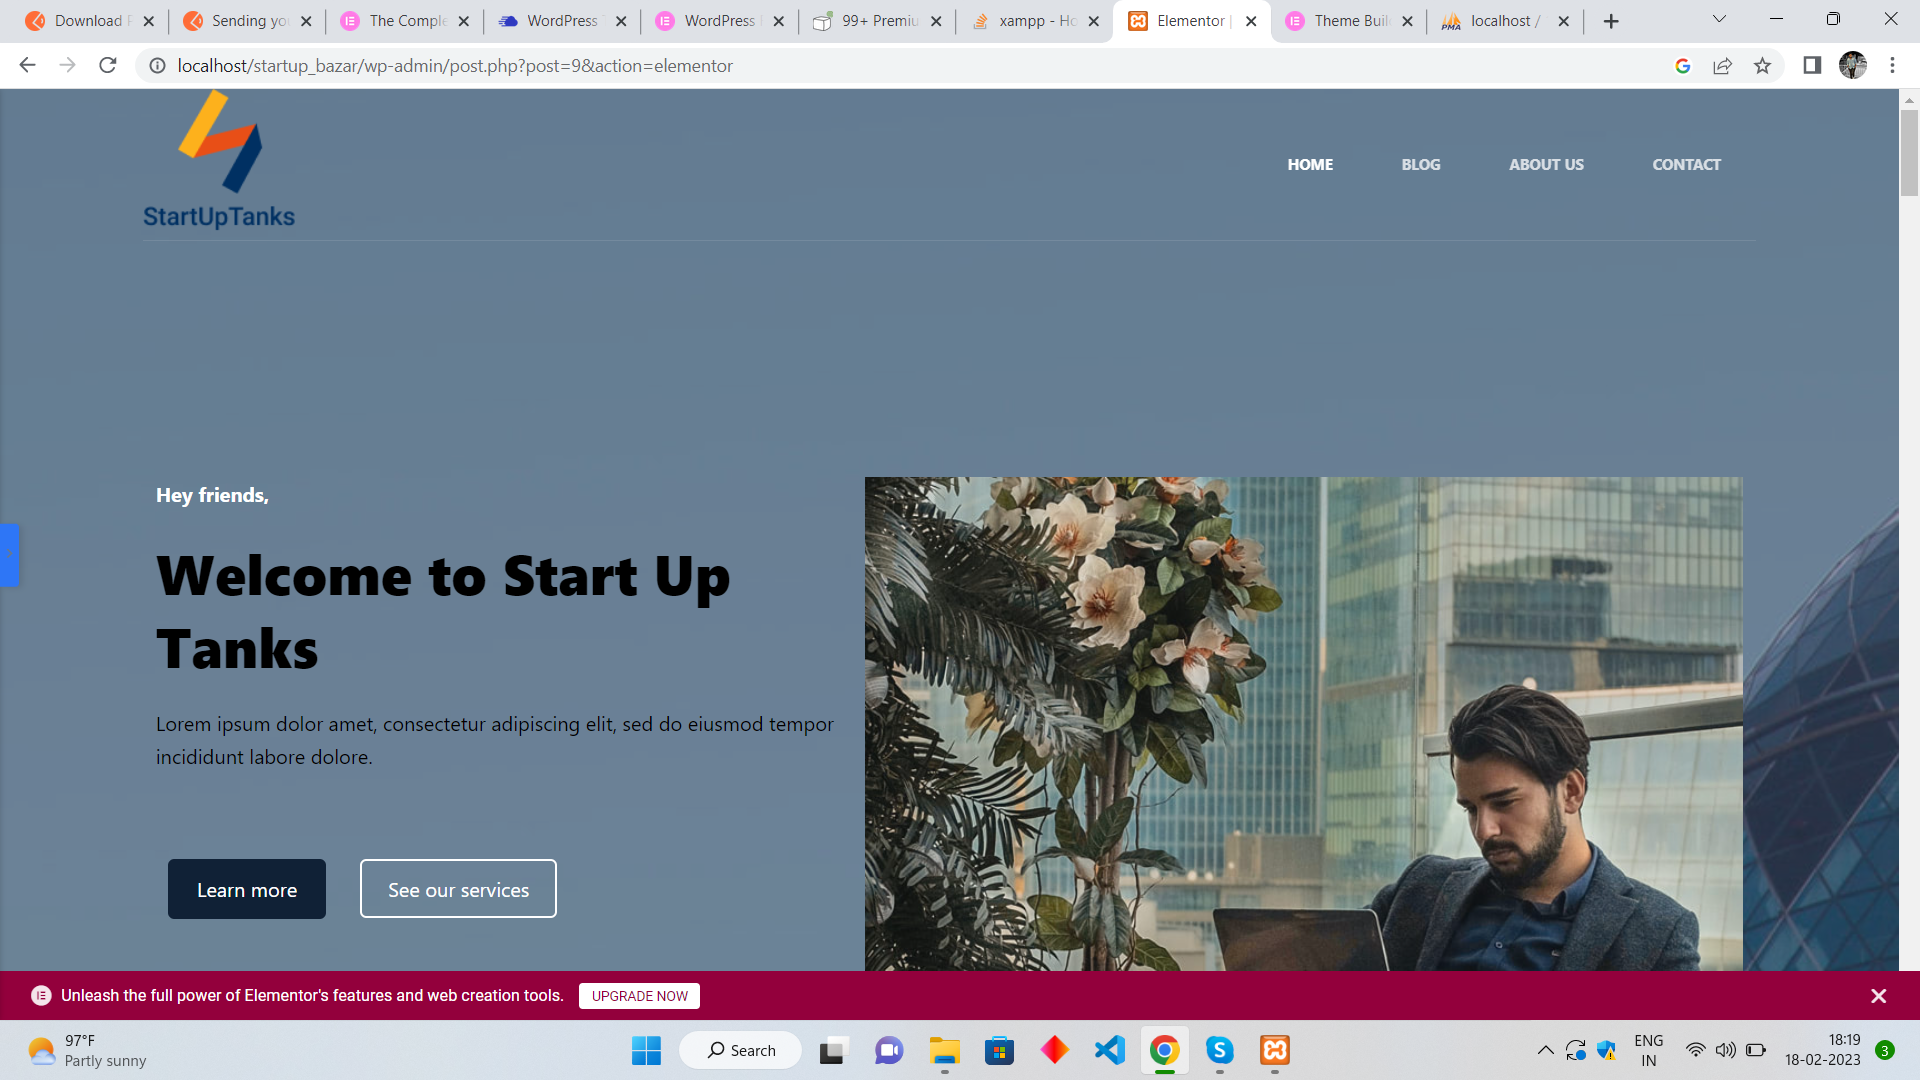 Download P
Sending you
The Comple
WordPress T
WordPress
99+ Premiu
xampp - Ho
Elementor |
Theme Buil
localhost /
localhost/startup_bazar/wp-admin/post.php?post=9&action=elementor
StartUpTanks
HOME
BLOG
ABOUT US
CONTACT
Hey friends,
Welcome to Start Up
Tanks
Lorem ipsum dolor amet, consectetur adipiscing elit, sed do eiusmod tempor
incididunt labore dolore.
Learn more
See our services
Unleash the full power of Elementor's features and web creation tools.
UPGRADE NOW
97°F
Partly sunny
Search
ENG
IN
18:19
18-02-2023
3